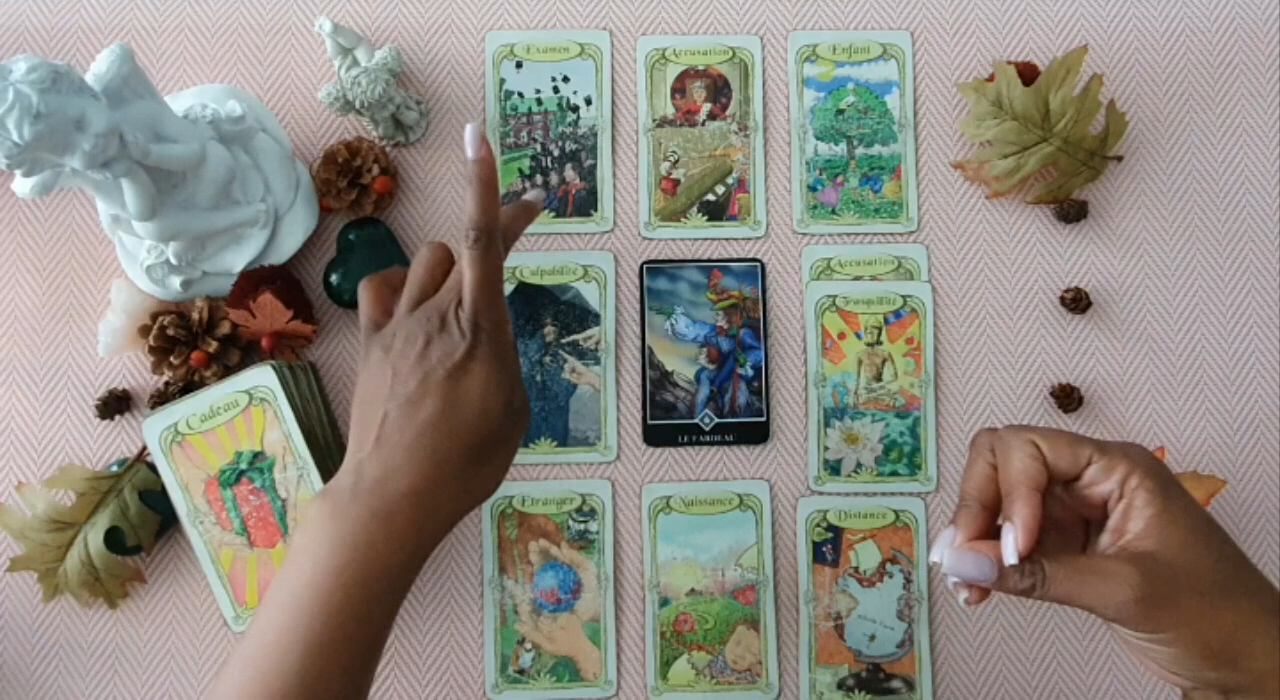 Examen
Accusation
Enfant
Culpabilité
Accusation
Tranquillité
LE FARDEAU
Cadeau
Etranger
Naissance
Distance